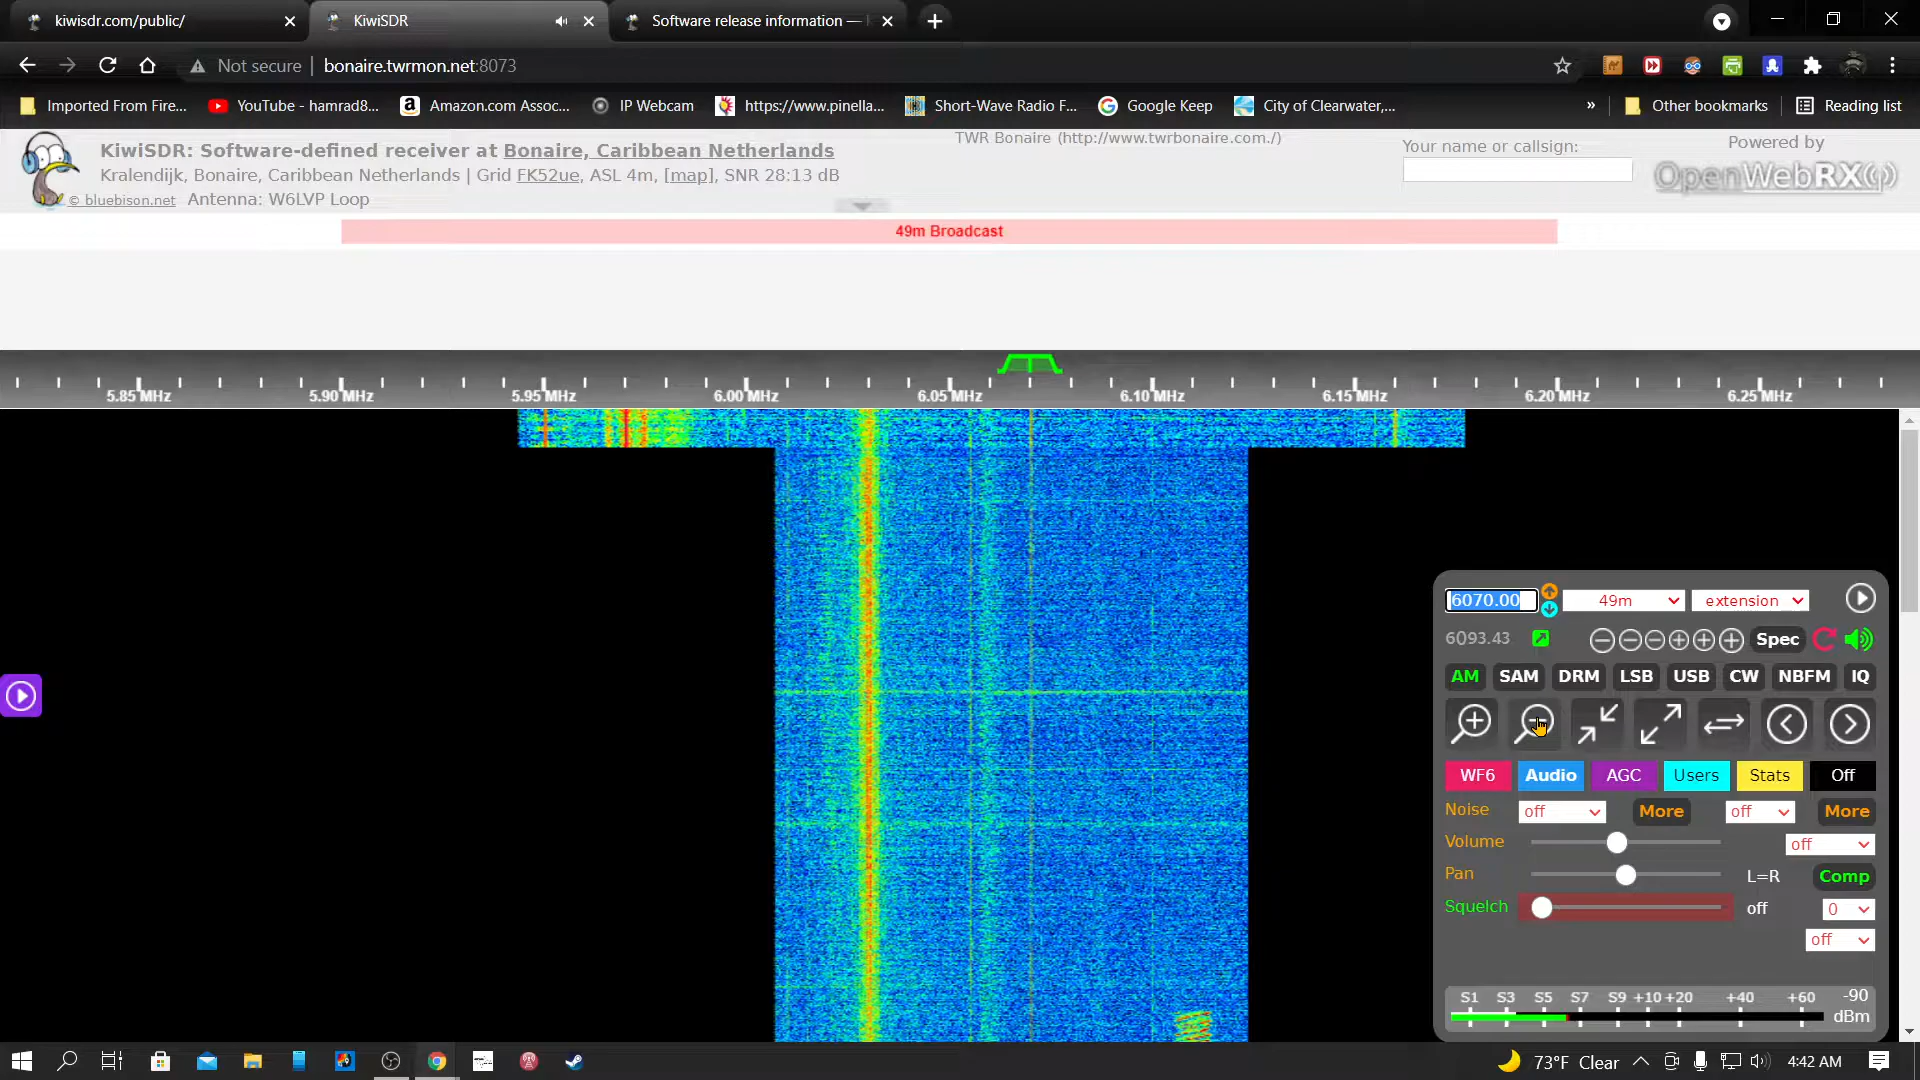 kiwisdr.com/public/
KiwiSDR
Software release information —
Not secure
bonaire.twrmon.net:8073
Imported From Fire...
YouTube - hamrad8...
Amazon.com Assoc...
IP Webcam
https://www.pinella...
Short-Wave Radio F...
Google Keep
City of Clearwater,...
»
Other bookmarks
Reading list
KiwiSDR: Software-defined receiver at Bonaire, Caribbean Netherlands
Kralendijk, Bonaire, Caribbean Netherlands | Grid FK52ue, ASL 4m, [map], SNR 28:13 dB
© bluebison.net Antenna: W6LVP Loop
TWR Bonaire (http://www.twrbonaire.com./)
Your name or callsign:
Powered by
OpenWebRX
49m Broadcast
5.85 MHz 5.90 MHz 5.95 MHz 6.00 MHz 6.05 MHz 6.10 MHz 6.15 MHz 6.20 MHz 6.25 MHz
6070.00 49m extension
6093.43 Spec
AM SAM DRM LSB USB CW NBFM IQ
WF6 Audio AGC Users Stats Off
Noise off More off More
Volume off
Pan L=R Comp
Squelch off 0
off
S1 S3 S5 S7 S9 +10 +20 +40 +60 -90
dBm
73°F Clear 4:42 AM